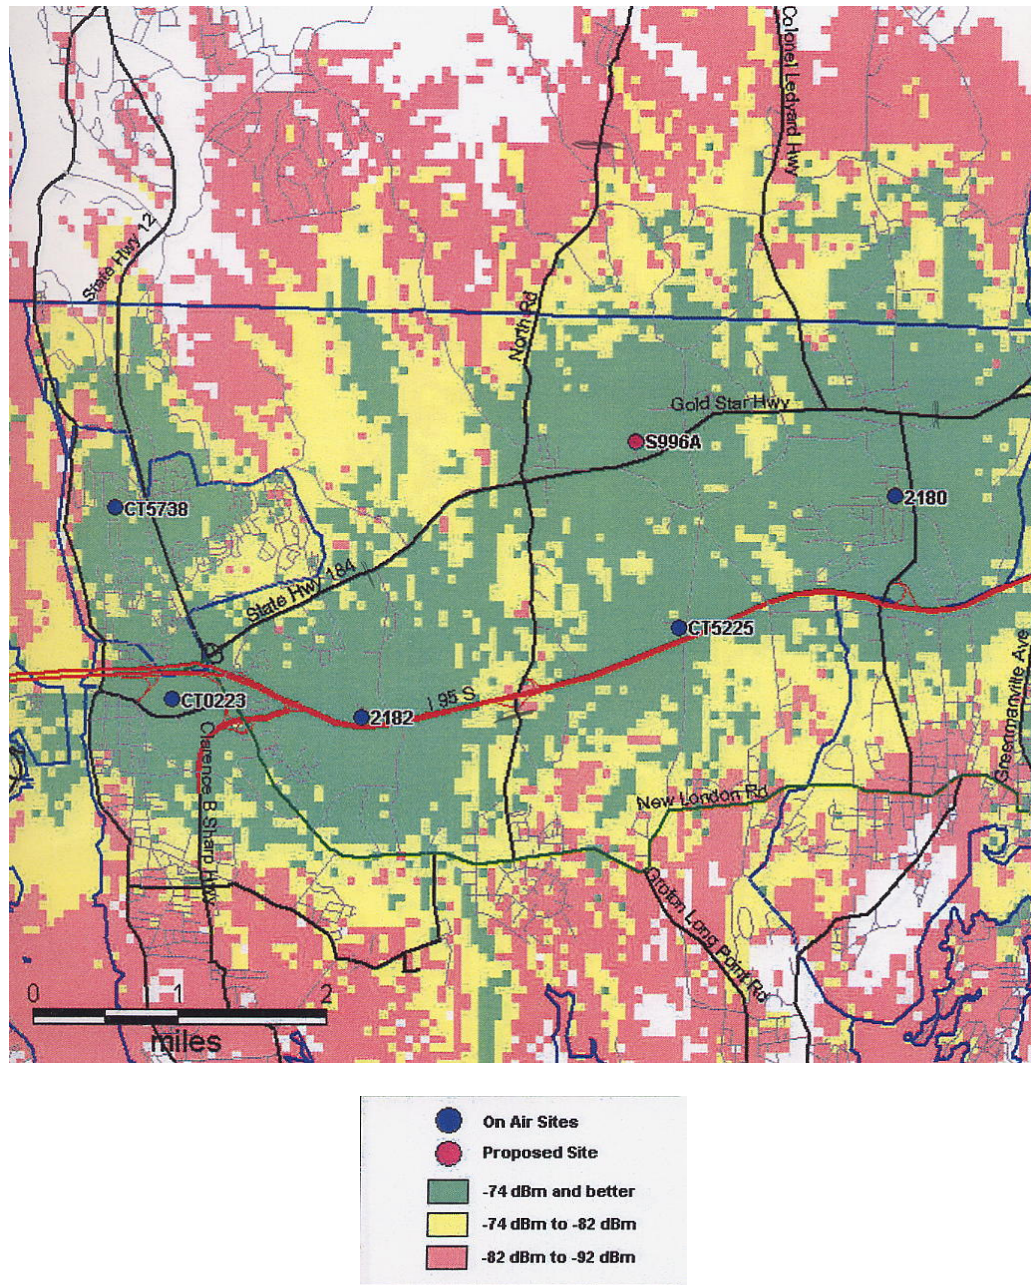 Colonel Ledyard Hwy
State Hwy 12
North Rd
Gold Star Hwy
S996A
2180
CT5738
State Hwy 184
CT5225
CT0223
2182
I 95 S
Greenmanville Ave
Clarence B Sharp Hwy
New London Rd
Groton Long Point Rd
0 1 2
miles
On Air Sites
Proposed Site
-74 dBm and better
-74 dBm to -82 dBm
-82 dBm to -92 dBm